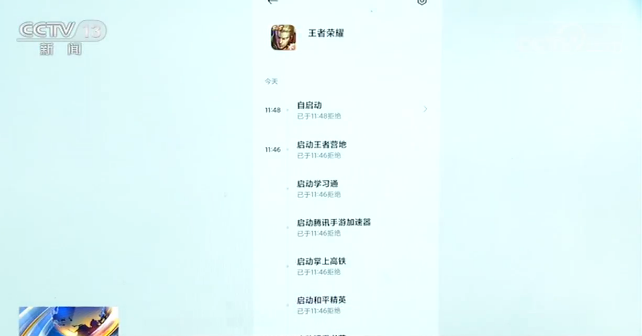 CCTV 13
新闻
王者荣耀
今天
11:48
自启动
已于11:48拒绝
11:46
启动王者营地
已于11:46拒绝
启动学习通
已于11:46拒绝
启动腾讯手游加速器
已于11:46拒绝
启动掌上高铁
已于11:46拒绝
启动和平精英
已于11:46拒绝